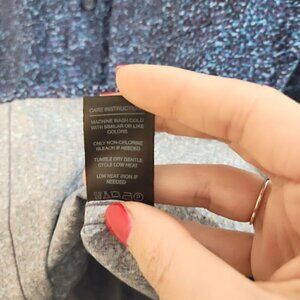 CARE INSTRUCTIONS
MACHINE WASH COLD
WITH SIMILAR OR LIKE
COLORS
ONLY NON-CHLORINE
BLEACH IF NEEDED
TUMBLE DRY GENTLE
CYCLE LOW HEAT
LOW HEAT IRON IF
NEEDED